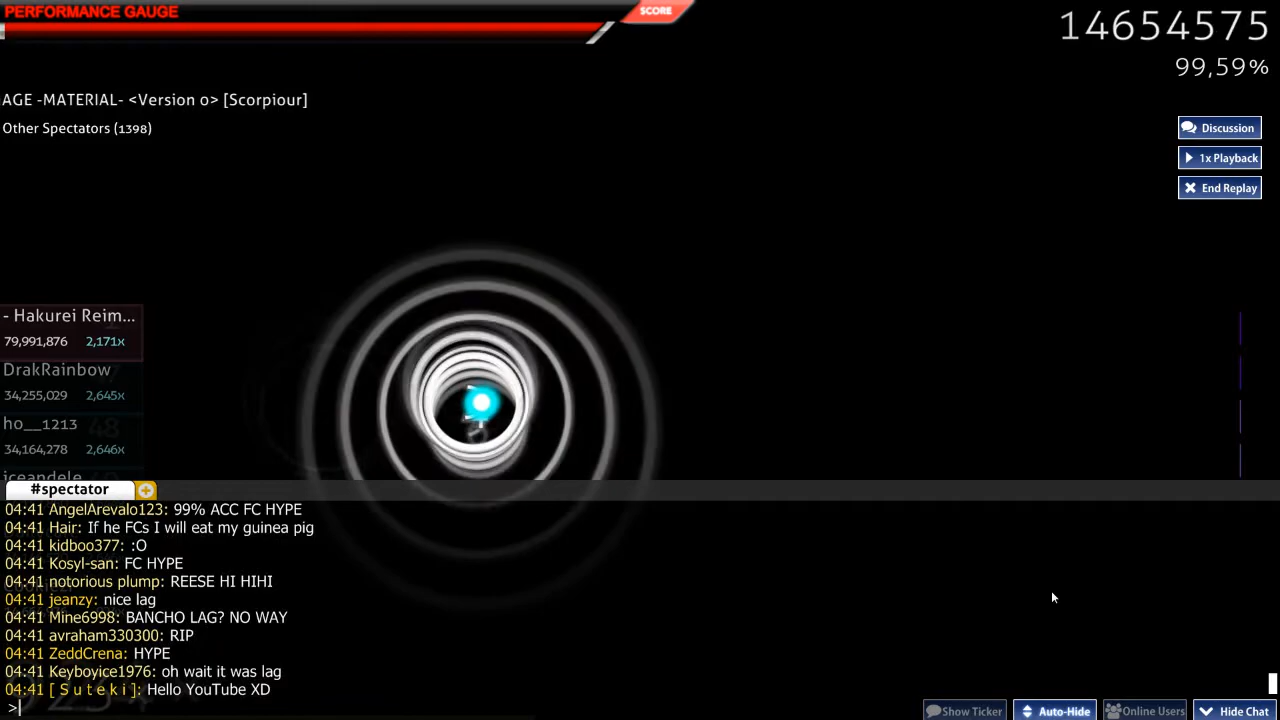 PERFORMANCE GAUGE
SCORE
14654575
99,59%
AGE -MATERIAL- <Version 0> [Scorpiour]
Other Spectators (1398)
Discussion
1x Playback
End Replay
- Hakurei Reim...
79,991,876 2,171x
DrakRainbow
34,255,029 2,645x
ho__1213
48
34,164,278 2,646x
iceandele
#spectator
04:41 AngelArevalo123: 99% ACC FC HYPE
04:41 Hair: If he FCs I will eat my guinea pig
04:41 kidboo377: :O
04:41 Kosyl-san: FC HYPE
04:41 notorious plump: REESE HI HIHI
04:41 jeanzy: nice lag
04:41 Mine6998: BANCHO LAG? NO WAY
04:41 avraham330300: RIP
04:41 ZeddCrena: HYPE
04:41 Keyboyice1976: oh wait it was lag
04:41 [ S u t e k i ]: Hello YouTube XD
>
Show Ticker
Auto-Hide
Online Users
Hide Chat